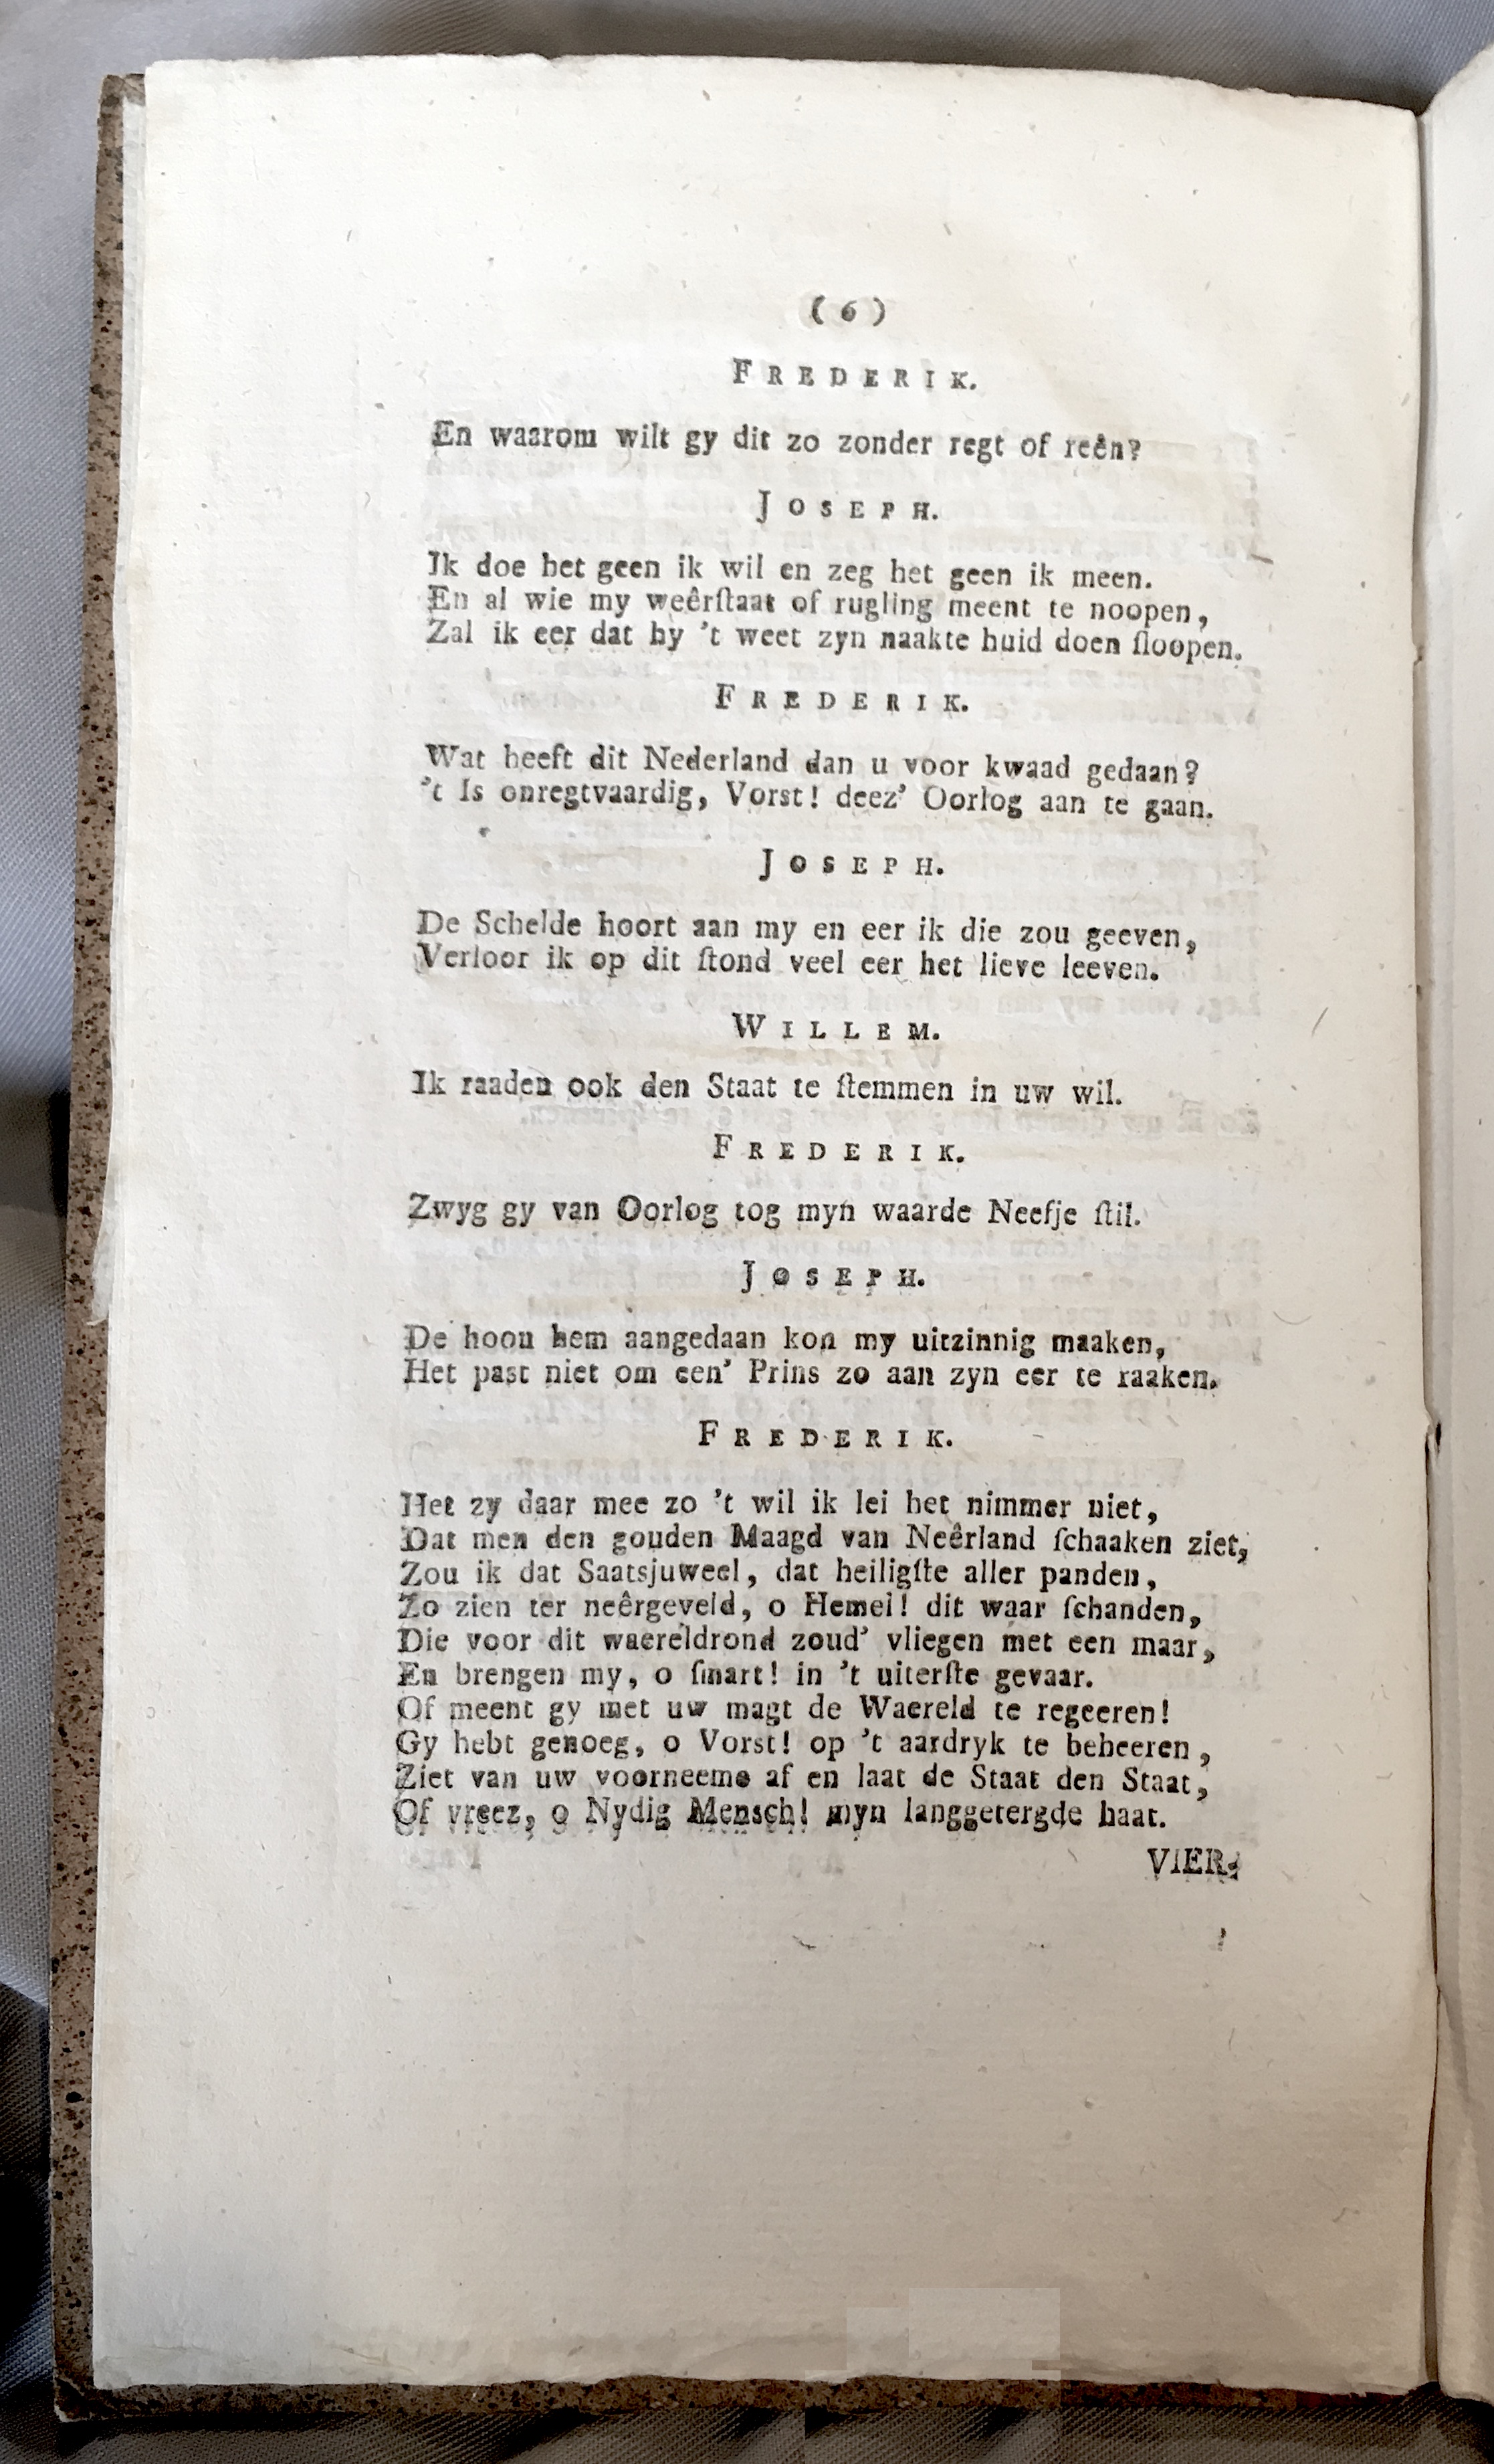 ( 6 )
FREDERIK.
En waarom wilt gy dit zo zonder regt of reên?
JOSEPH.
Ik doe het geen ik wil en zeg het geen ik meen.
En al wie my weêrſtaat of rugling meent te noopen,
Zal ik eer dat hy 't weet zyn naakte huid doen ſloopen.
FREDERIK.
Wat heeft dit Nederland dan u voor kwaad gedaan?
't Is onregtvaardig, Vorst! deez' Oorlog aan te gaan.
JOSEPH.
De Schelde hoort aan my en eer ik die zou geeven,
Verloor ik op dit ſtond veel eer het lieve leeven.
WILLEM.
Ik raaden ook den Staat te ſtemmen in uw wil.
FREDERIK.
Zwyg gy van Oorlog tog myn waarde Neefje ſtil.
JOSEPH.
De hoon hem aangedaan kon my uitzinnig maaken,
Het past niet om een' Prins zo aan zyn eer te raaken.
FREDERIK.
Het zy daar mee zo 't wil ik lei het nimmer niet,
Dat men den gouden Maagd van Neêrland ſchaaken ziet,
Zou ik dat Saatsjuweel, dat heiligſte aller panden,
Zo zien ter neêrgeveld, o Hemel! dit waar ſchanden,
Die voor dit waereldrond zoud' vliegen met een maar,
En brengen my, o ſmart! in 't uiterſte gevaar.
Of meent gy met uw magt de Waereld te regeeren!
Gy hebt genoeg, o Vorst! op 't aardryk te beheeren,
Ziet van uw voorneeme af en laat de Staat den Staat,
Of vreez, o Nydig Mensch! myn langgetergde haat.
VIER-